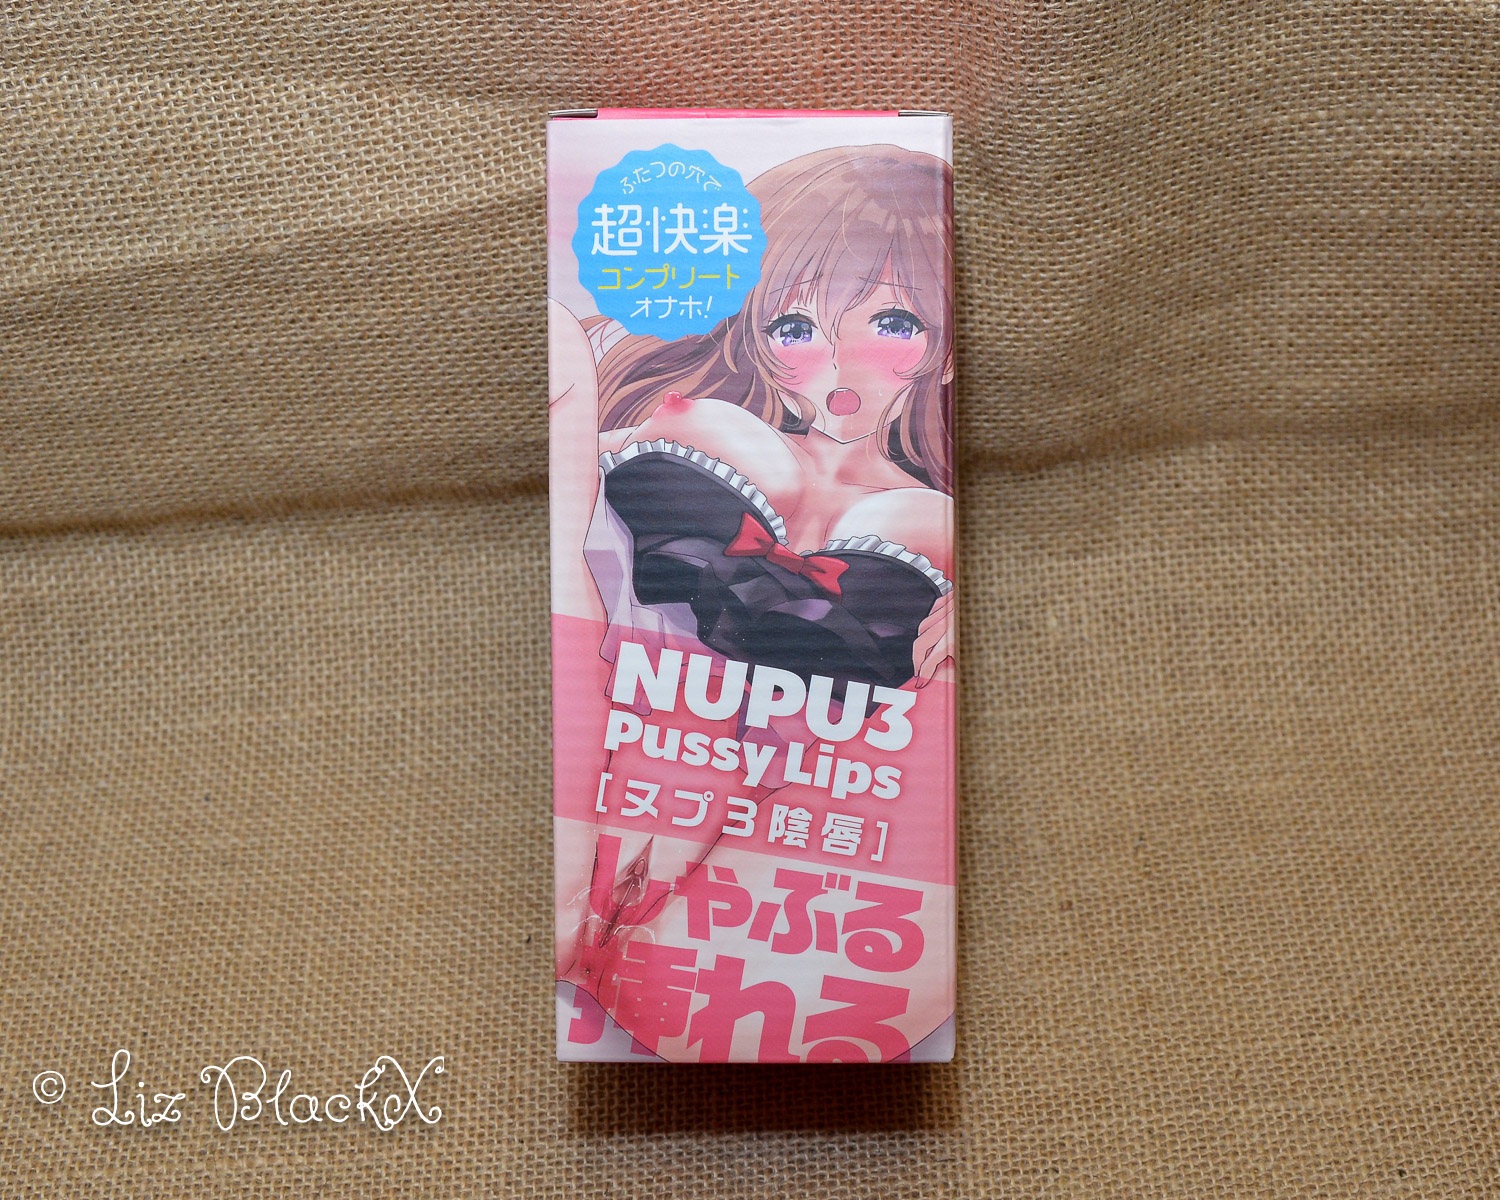 ふたつの穴で
超・快・楽
コンプリート
オナホ!
NUPU3
Pussy Lips
[ヌプ3陰唇]
しゃぶる
挿れる
© Liz BlackX